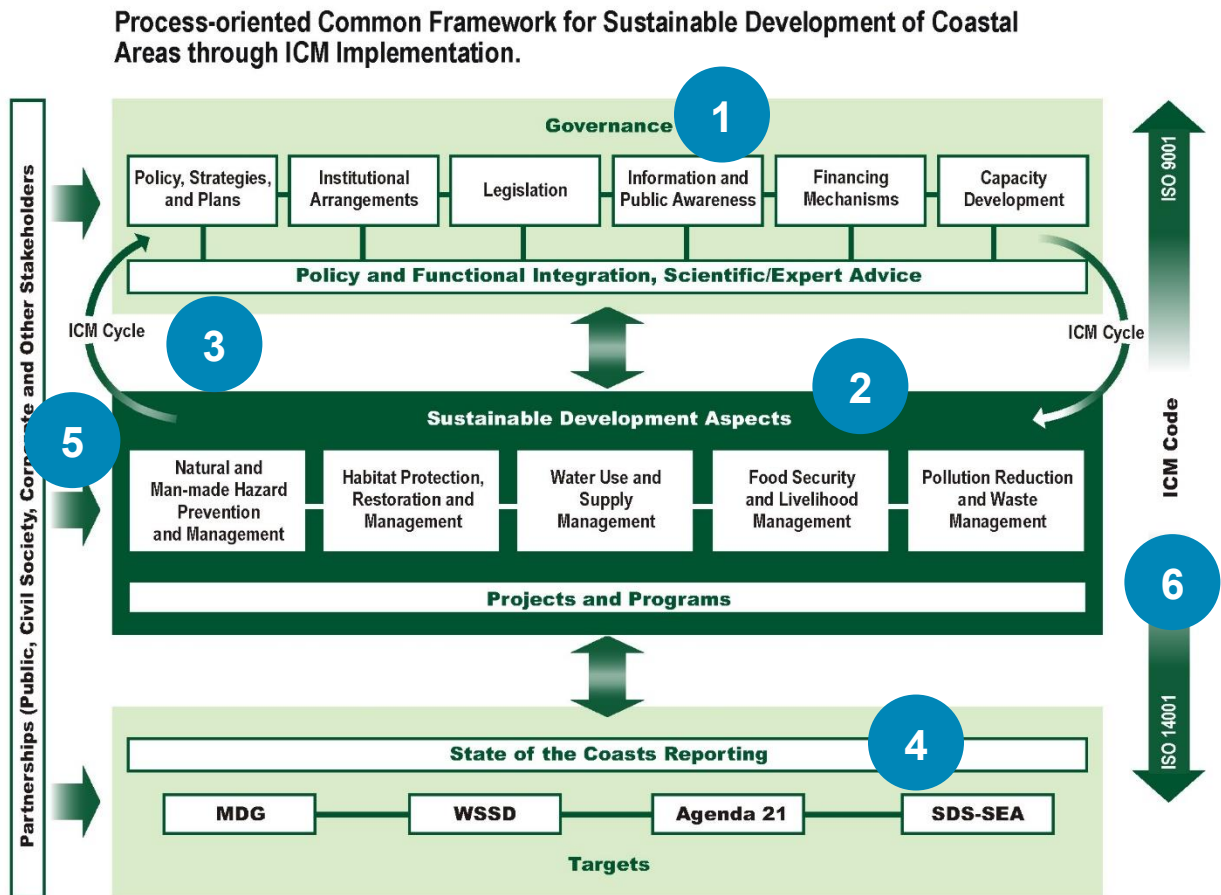 Process-oriented Common Framework for Sustainable Development of Coastal
Areas through ICM Implementation.
Partnerships (Public, Civil Society, Corporate and Other Stakeholders
Governance
1
Policy, Strategies,
and Plans
Institutional
Arrangements
Legislation
Information and
Public Awareness
Financing
Mechanisms
Capacity
Development
Policy and Functional Integration, Scientific/Expert Advice
ICM Cycle
3
ICM Cycle
2
Sustainable Development Aspects
5
Natural and
Man-made Hazard
Prevention
and Management
Habitat Protection,
Restoration and
Management
Water Use and
Supply
Management
Food Security
and Livelihood
Management
Pollution Reduction
and Waste
Management
Projects and Programs
4
State of the Coasts Reporting
MDG
WSSD
Agenda 21
SDS-SEA
Targets
ISO 9001
ICM Code
6
ISO 14001